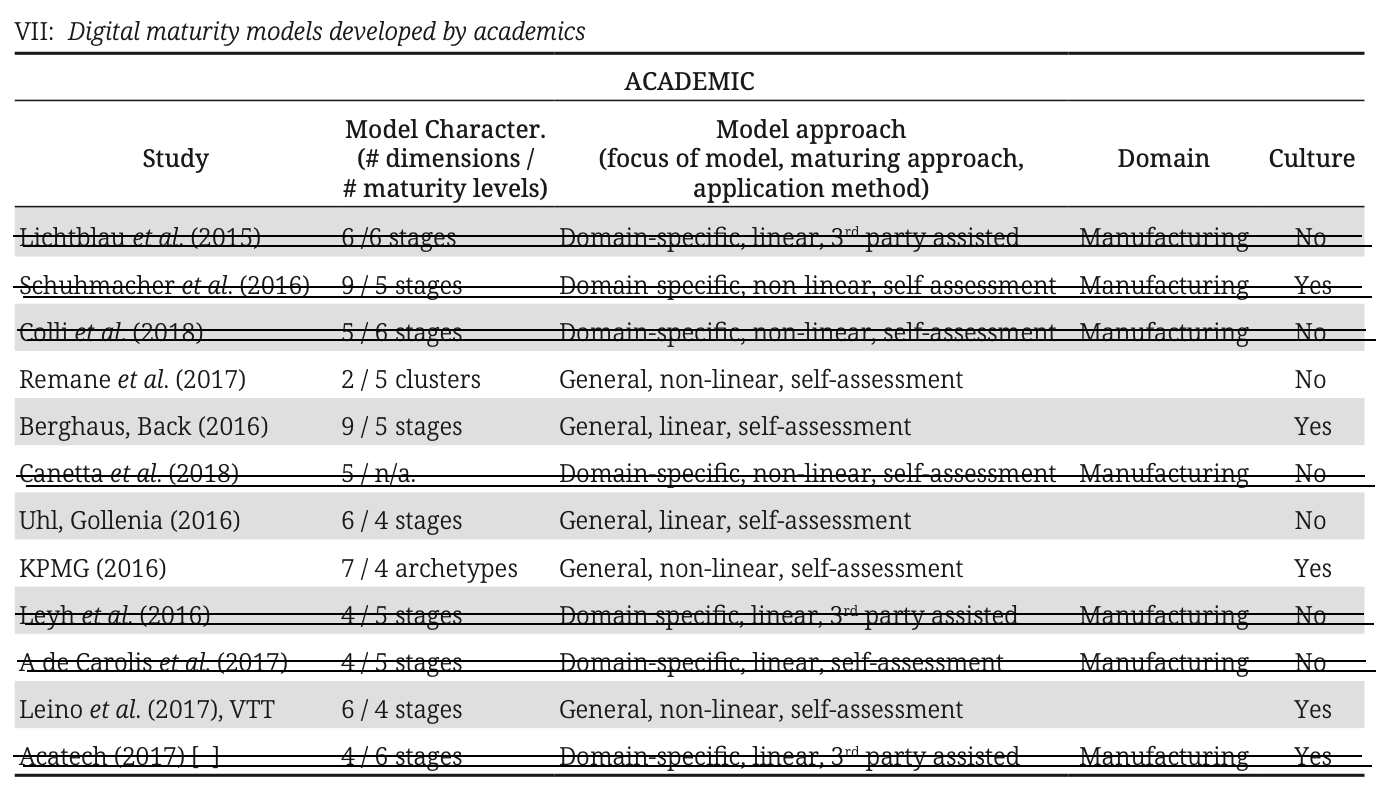 VII: Digital maturity models developed by academics
ACADEMIC
Study | Model Character. (# dimensions / # maturity levels) | Model approach (focus of model, maturing approach, application method) | Domain | Culture
Lichtblau et al. (2015) | 6 /6 stages | Domain-specific, linear, 3rd party assisted | Manufacturing | No
Schuhmacher et al. (2016) | 9 / 5 stages | Domain-specific, non-linear, self-assessment | Manufacturing | Yes
Colli et al. (2018) | 5 / 6 stages | Domain-specific, non-linear, self-assessment | Manufacturing | No
Remane et al. (2017) | 2 / 5 clusters | General, non-linear, self-assessment | No
Berghaus, Back (2016) | 9 / 5 stages | General, linear, self-assessment | Yes
Canetta et al. (2018) | 5 / n/a. | Domain-specific, non-linear, self-assessment | Manufacturing | No
Uhl, Gollenia (2016) | 6 / 4 stages | General, linear, self-assessment | No
KPMG (2016) | 7 / 4 archetypes | General, non-linear, self-assessment | Yes
Leyh et al. (2016) | 4 / 5 stages | Domain specific, linear, 3rd party assisted | Manufacturing | No
A de Carolis et al. (2017) | 4 / 5 stages | Domain-specific, linear, self-assessment | Manufacturing | No
Leino et al. (2017), VTT | 6 / 4 stages | General, non-linear, self-assessment | Yes
Acatech (2017) [ ] | 4 / 6 stages | Domain-specific, linear, 3rd party assisted | Manufacturing | Yes